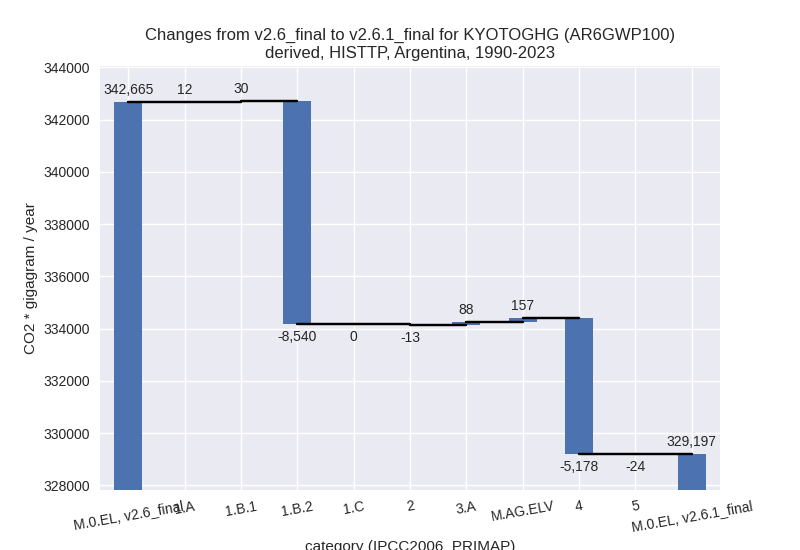 Changes from v2.6_final to v2.6.1_final for KYOTOGHG (AR6GWP100)
derived, HISTTP, Argentina, 1990-2023
344000
342000
340000
338000
336000
334000
332000
330000
328000
CO2 * gigagram / year
342,665
12
30
-8,540
0
-13
88
157
-5,178
-24
329,197
M.0.EL, v2.6_final
1.A
1.B.1
1.B.2
1.C
2
3.A
M.AG.ELV
4
5
M.0.EL, v2.6.1_final
category (IPCC2006_PRIMAP)